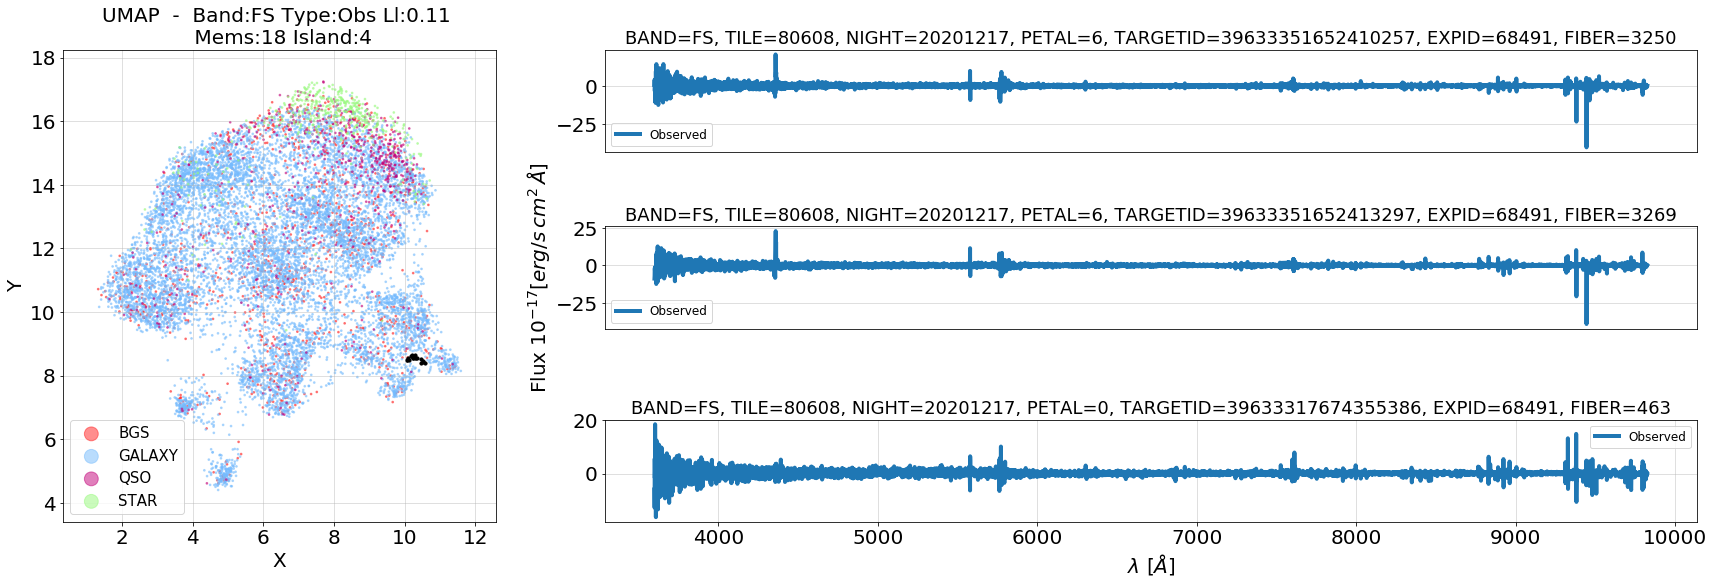 UMAP - Band:FS Type:Obs Ll:0.11
Mems:18 Island:4
18
16
14
12
10
8
6
4
Y
BGS
GALAXY
QSO
STAR
2 4 6 8 10 12
X
Flux 10⁻¹⁷[erg/s cm² Å]
BAND=FS, TILE=80608, NIGHT=20201217, PETAL=6, TARGETID=39633351652410257, EXPID=68491, FIBER=3250
0
−25
Observed
BAND=FS, TILE=80608, NIGHT=20201217, PETAL=6, TARGETID=39633351652413297, EXPID=68491, FIBER=3269
25
0
−25
Observed
BAND=FS, TILE=80608, NIGHT=20201217, PETAL=0, TARGETID=39633317674355386, EXPID=68491, FIBER=463
20
0
Observed
4000 5000 6000 7000 8000 9000 10000
λ [Å]